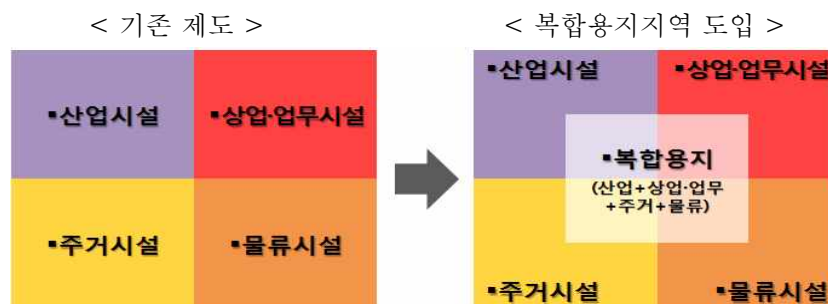 < 기존 제도 >
▪산업시설
▪상업·업무시설
▪주거시설
▪물류시설
< 복합용지지역 도입 >
▪산업시설
▪상업·업무시설
▪복합용지
(산업+상업·업무
+주거+물류)
▪주거시설
▪물류시설